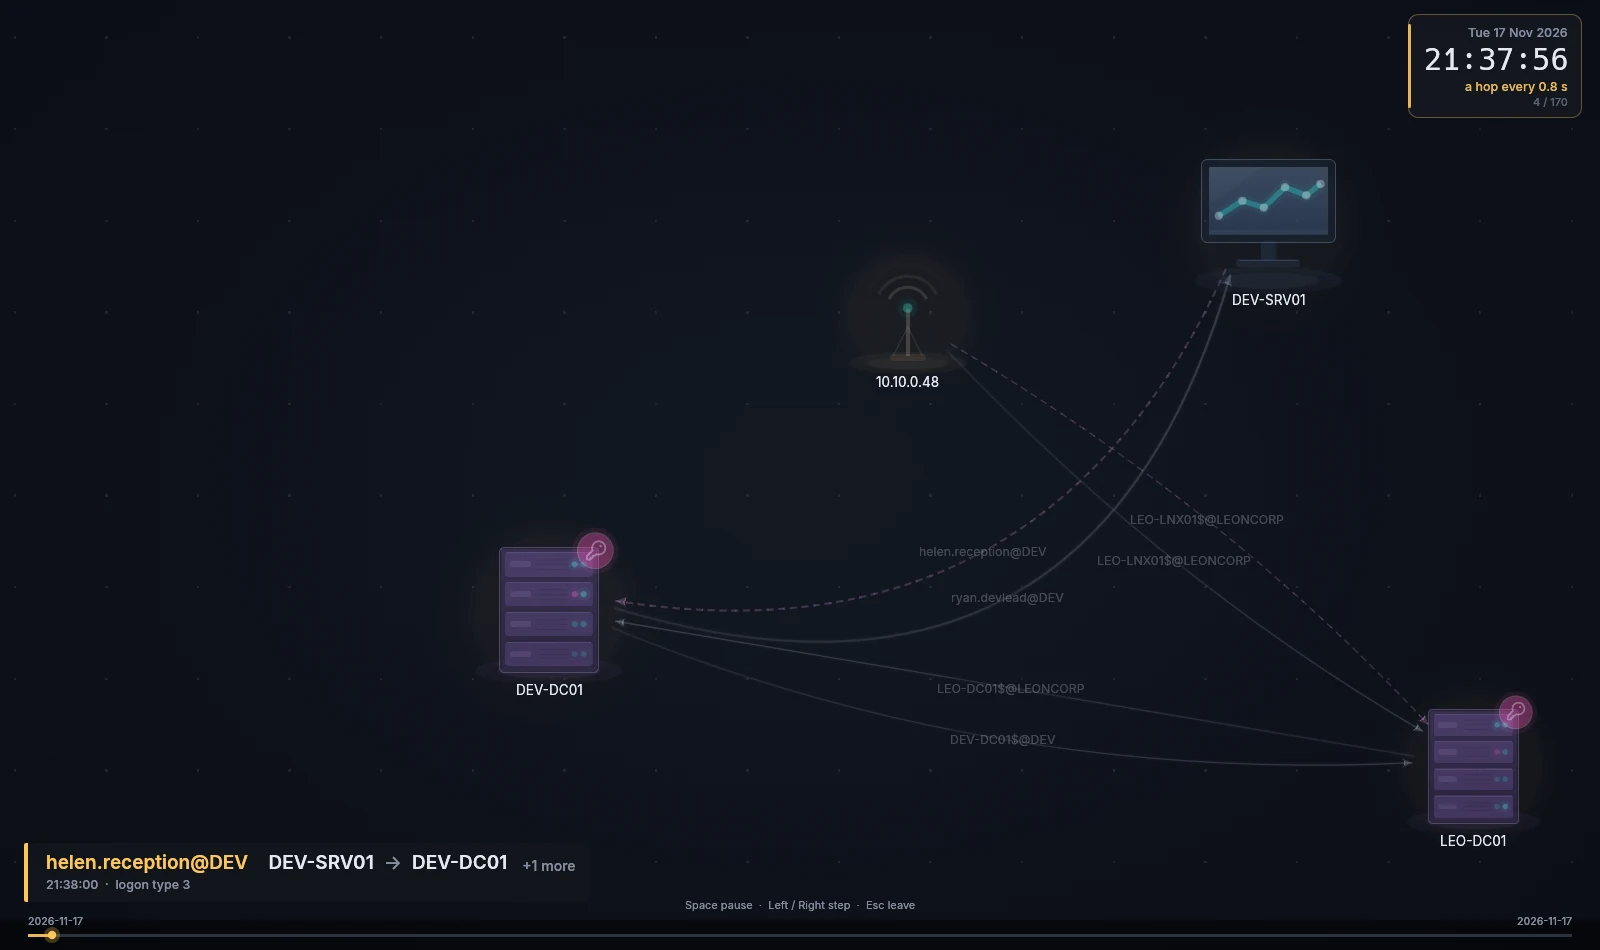 Tue 17 Nov 2026
21:37:56
a hop every 0.8 s
4 / 170
DEV-SRV01
10.10.0.48
LEO-LNX01$@LEONCORP
helen.reception@DEV
LEO-LNX01$@LEONCORP
ryan.devlead@DEV
DEV-DC01
LEO-DC01$@LEONCORP
DEV-DC01$@DEV
LEO-DC01
helen.reception@DEV DEV-SRV01 → DEV-DC01 +1 more
21:38:00 · logon type 3
Space pause · Left / Right step · Esc leave
2026-11-17
2026-11-17